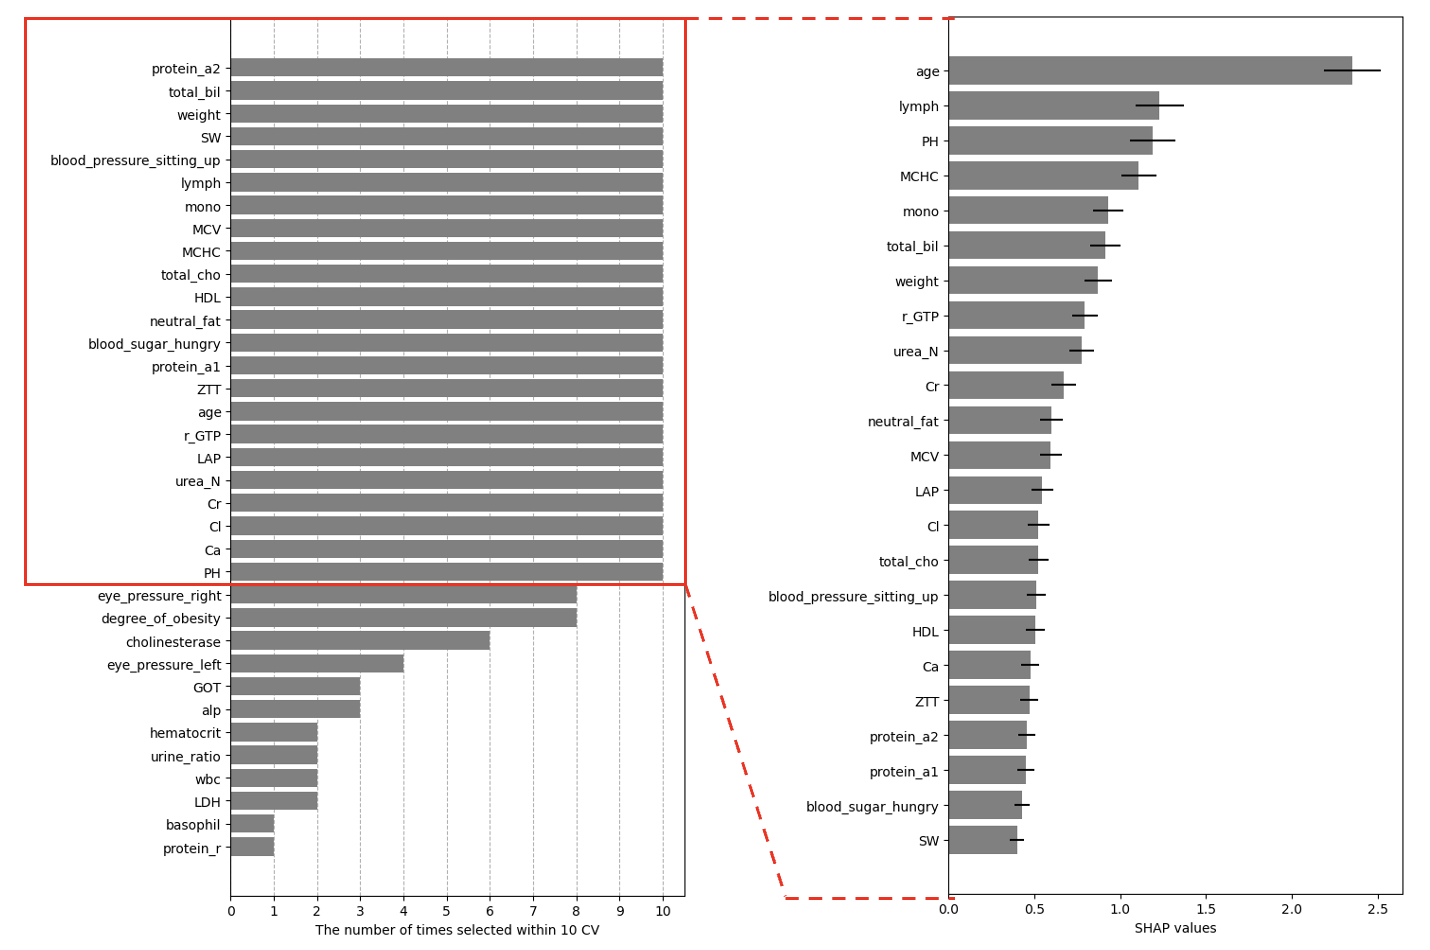 protein_a2
total_bil
weight
SW
blood_pressure_sitting_up
lymph
mono
MCV
MCHC
total_cho
HDL
neutral_fat
blood_sugar_hungry
protein_a1
ZTT
age
r_GTP
LAP
urea_N
Cr
Cl
Ca
PH
eye_pressure_right
degree_of_obesity
cholinesterase
eye_pressure_left
GOT
alp
hematocrit
urine_ratio
wbc
LDH
basophil
protein_r
0 1 2 3 4 5 6 7 8 9 10
The number of times selected within 10 CV
age
lymph
PH
MCHC
mono
total_bil
weight
r_GTP
urea_N
Cr
neutral_fat
MCV
LAP
Cl
total_cho
blood_pressure_sitting_up
HDL
Ca
ZTT
protein_a2
protein_a1
blood_sugar_hungry
SW
0.0 0.5 1.0 1.5 2.0 2.5
SHAP values